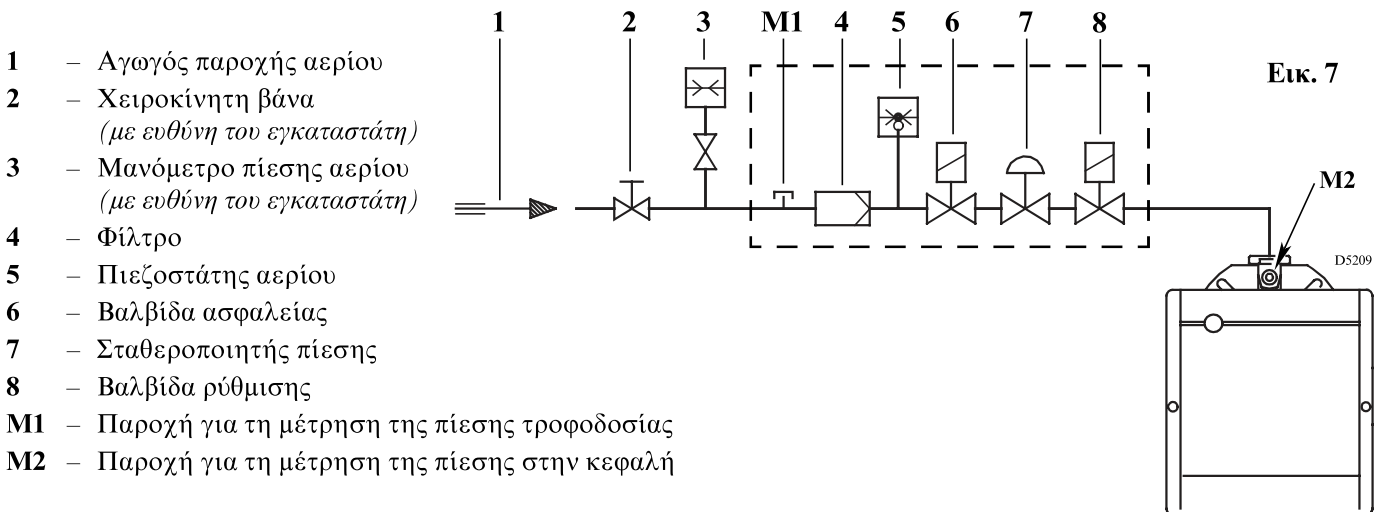 1 2 3 M1 4 5 6 7 8
Εικ. 7
1 – Αγωγός παροχής αερίου
2 – Χειροκίνητη βάνα
(με ευθύνη του εγκαταστάτη)
3 – Μανόμετρο πίεσης αερίου
(με ευθύνη του εγκαταστάτη)
4 – Φίλτρο
5 – Πιεζοστάτης αερίου
6 – Βαλβίδα ασφαλείας
7 – Σταθεροποιητής πίεσης
8 – Βαλβίδα ρύθμισης
M1 – Παροχή για τη μέτρηση της πίεσης τροφοδοσίας
M2 – Παροχή για τη μέτρηση της πίεσης στην κεφαλή
M2
D5209